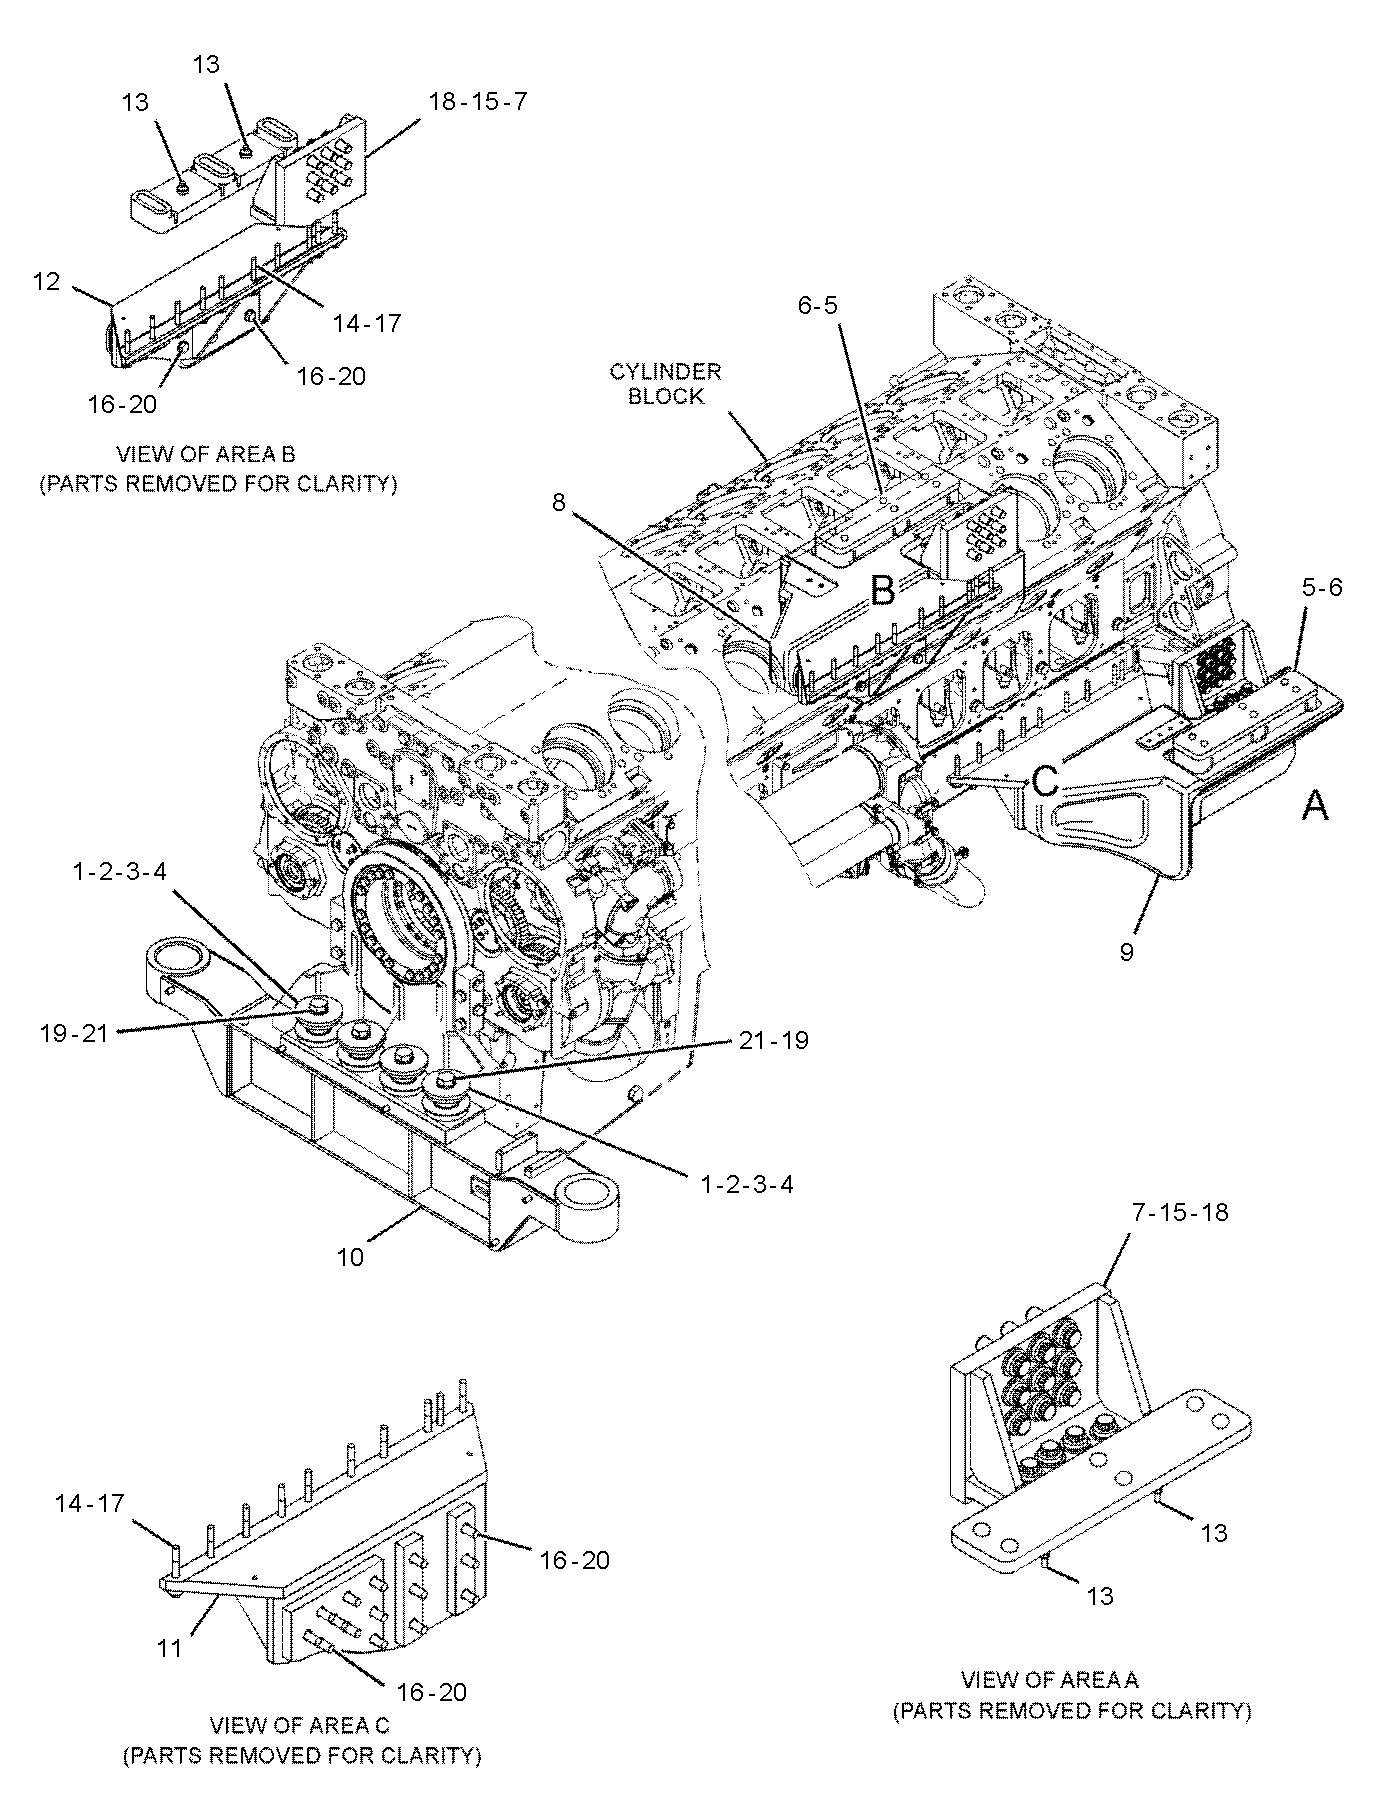 13
13
18-15-7
12
14-17
16-20
16-20
VIEW OF AREA B
(PARTS REMOVED FOR CLARITY)
6-5
CYLINDER
BLOCK
8
B
5-6
C
A
9
1-2-3-4
19-21
21-19
1-2-3-4
10
7-15-18
13
13
VIEW OF AREA A
(PARTS REMOVED FOR CLARITY)
14-17
16-20
11
16-20
VIEW OF AREA C
(PARTS REMOVED FOR CLARITY)